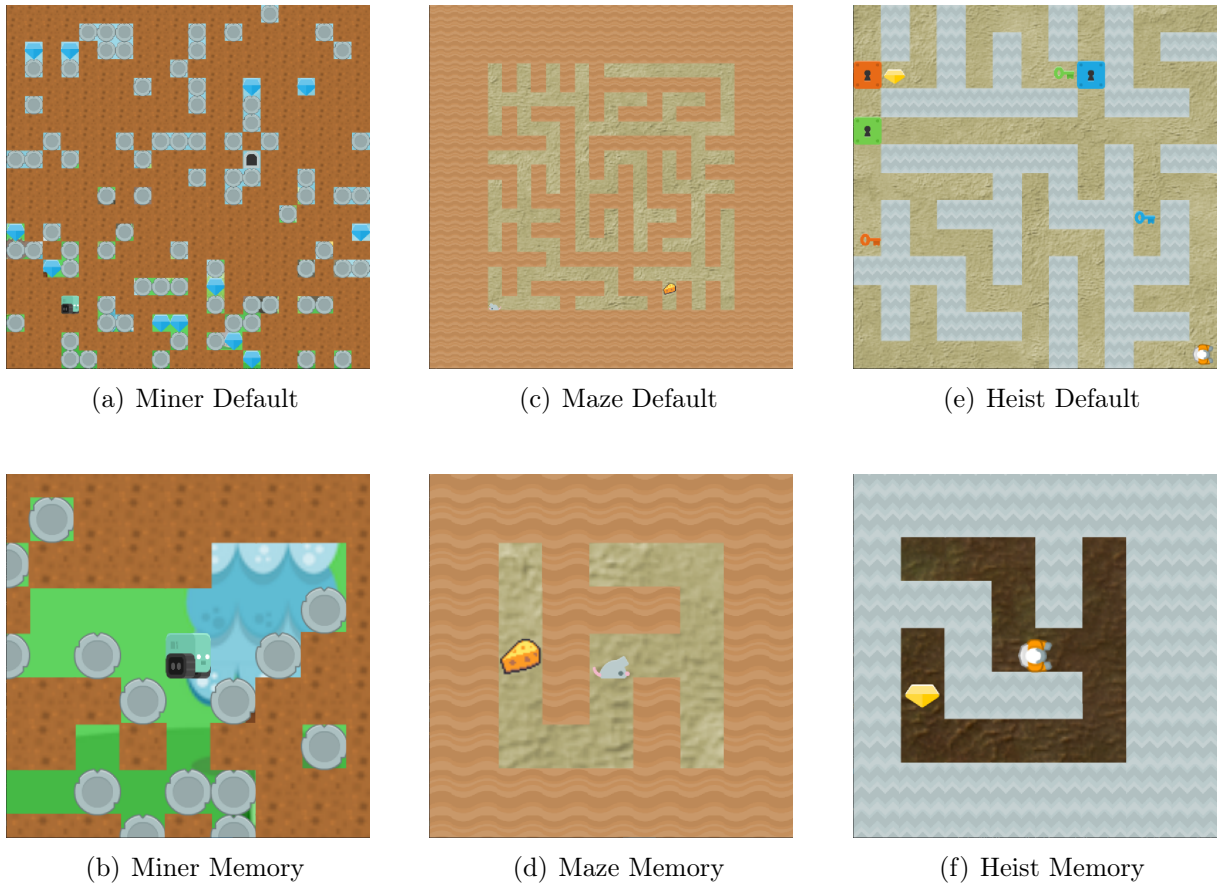 (a) Miner Default
(c) Maze Default
(e) Heist Default
(b) Miner Memory
(d) Maze Memory
(f) Heist Memory